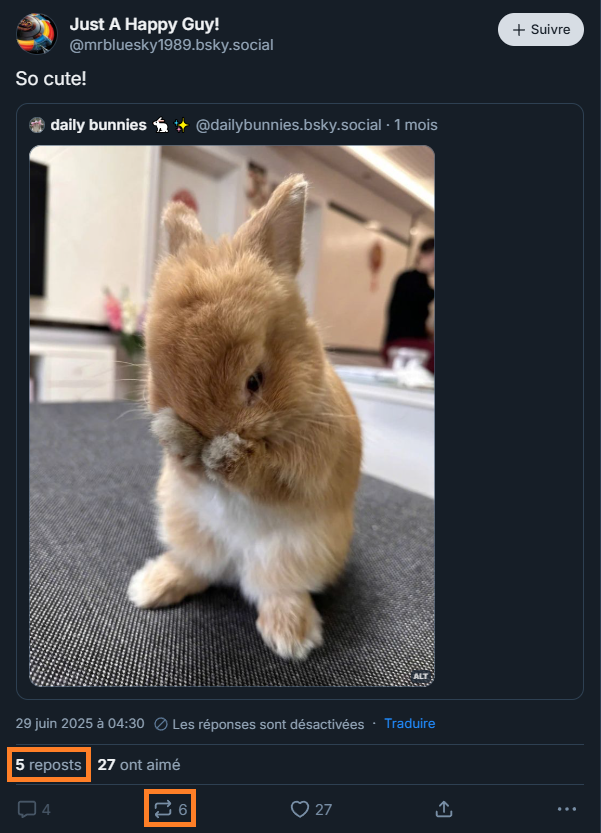 Just A Happy Guy!
@mrbluesky1989.bsky.social
+ Suivre
So cute!
daily bunnies 🐇 ✨ @dailybunnies.bsky.social · 1 mois
ALT
29 juin 2025 à 04:30 Les réponses sont désactivées · Traduire
5 reposts 27 ont aimé
4 6 27